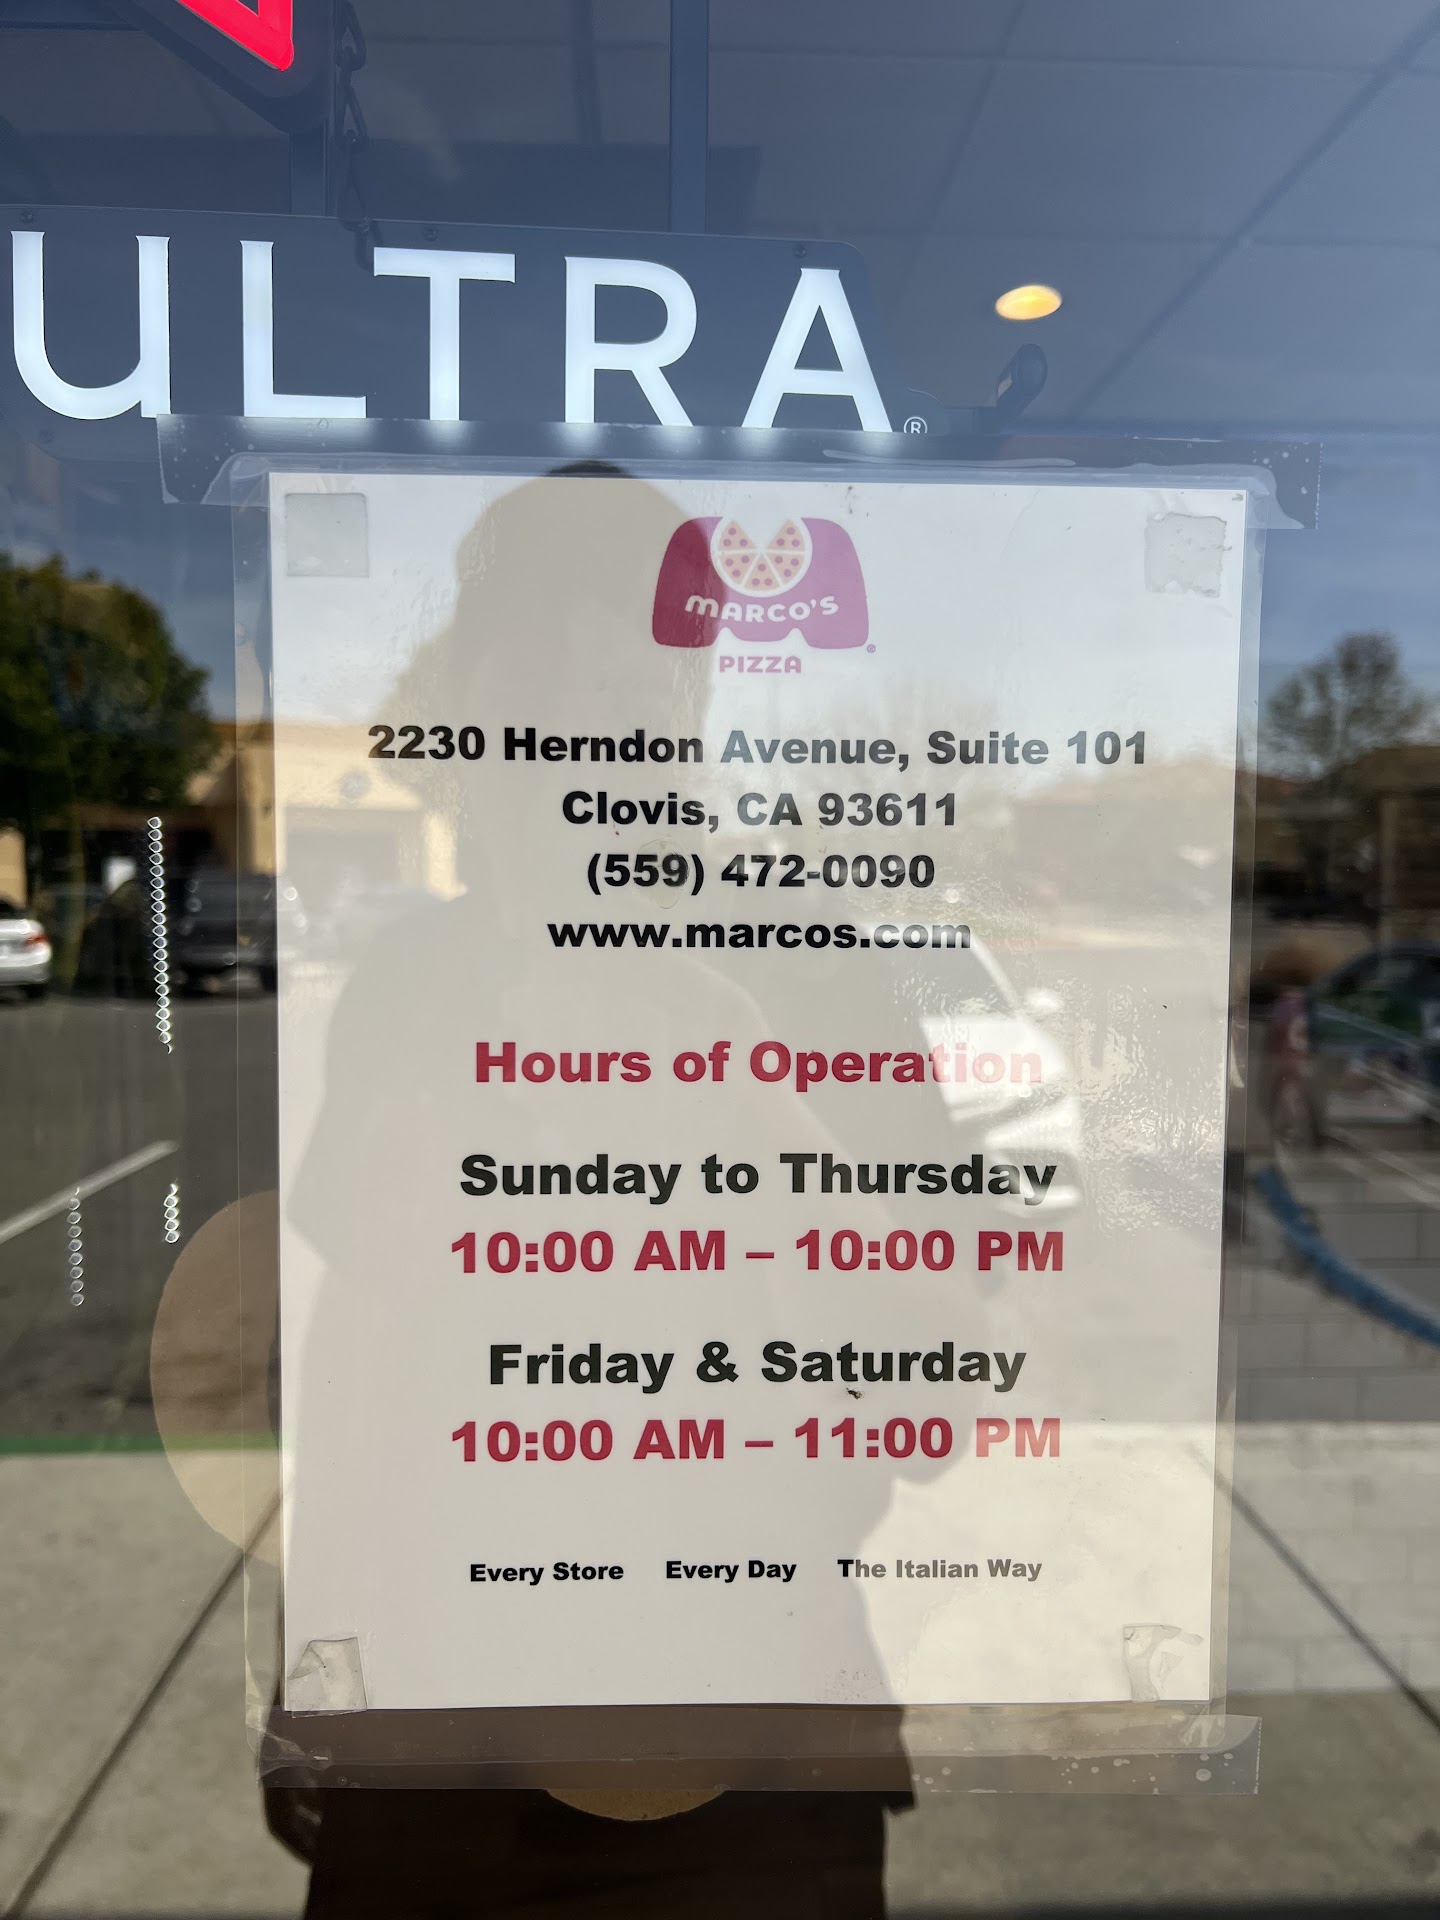 ULTRA®
MARCO'S®
PIZZA
2230 Herndon Avenue, Suite 101
Clovis, CA 93611
(559) 472-0090
www.marcos.com
Hours of Operation
Sunday to Thursday
10:00 AM – 10:00 PM
Friday & Saturday
10:00 AM – 11:00 PM
Every Store Every Day The Italian Way